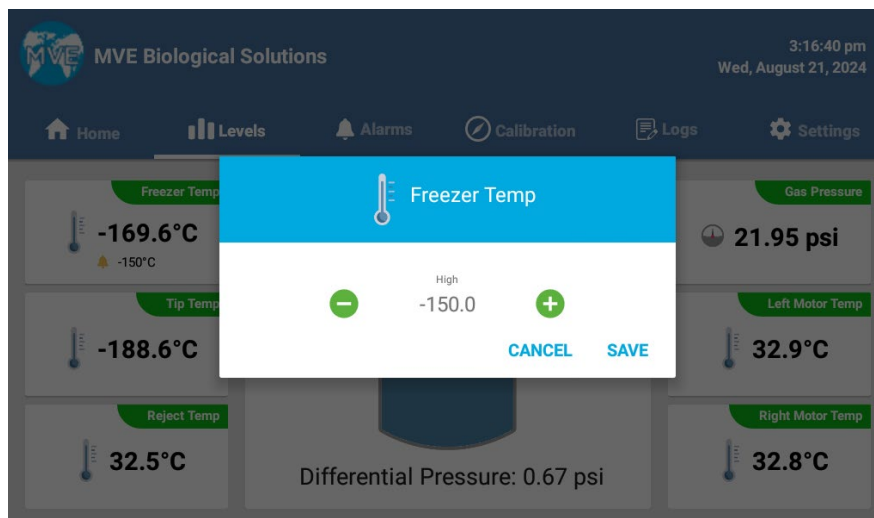 MVE
MVE Biological Solutions
3:16:40 pm
Wed, August 21, 2024
Home
Levels
Alarms
Calibration
Logs
Settings
Freezer Temp
-169.6°C
-150°C
Tip Temp
-188.6°C
Reject Temp
32.5°C
Freezer Temp
High
-150.0
CANCEL SAVE
Differential Pressure: 0.67 psi
Gas Pressure
21.95 psi
Left Motor Temp
32.9°C
Right Motor Temp
32.8°C